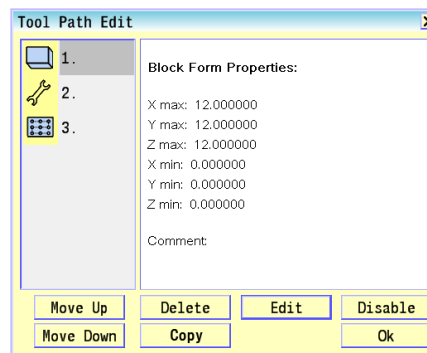 Tool Path Edit
1.
2.
3.
Block Form Properties:
X max: 12.000000
Y max: 12.000000
Z max: 12.000000
X min: 0.000000
Y min: 0.000000
Z min: 0.000000
Comment:
Move Up Delete Edit Disable
Move Down Copy Ok